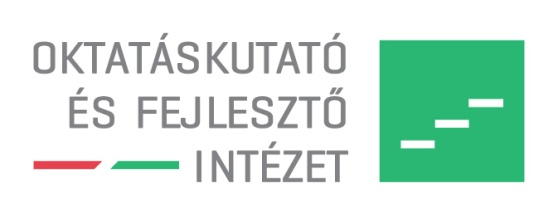 OKTATÁSKUTATÓ
ÉS FEJLESZTŐ
INTÉZET